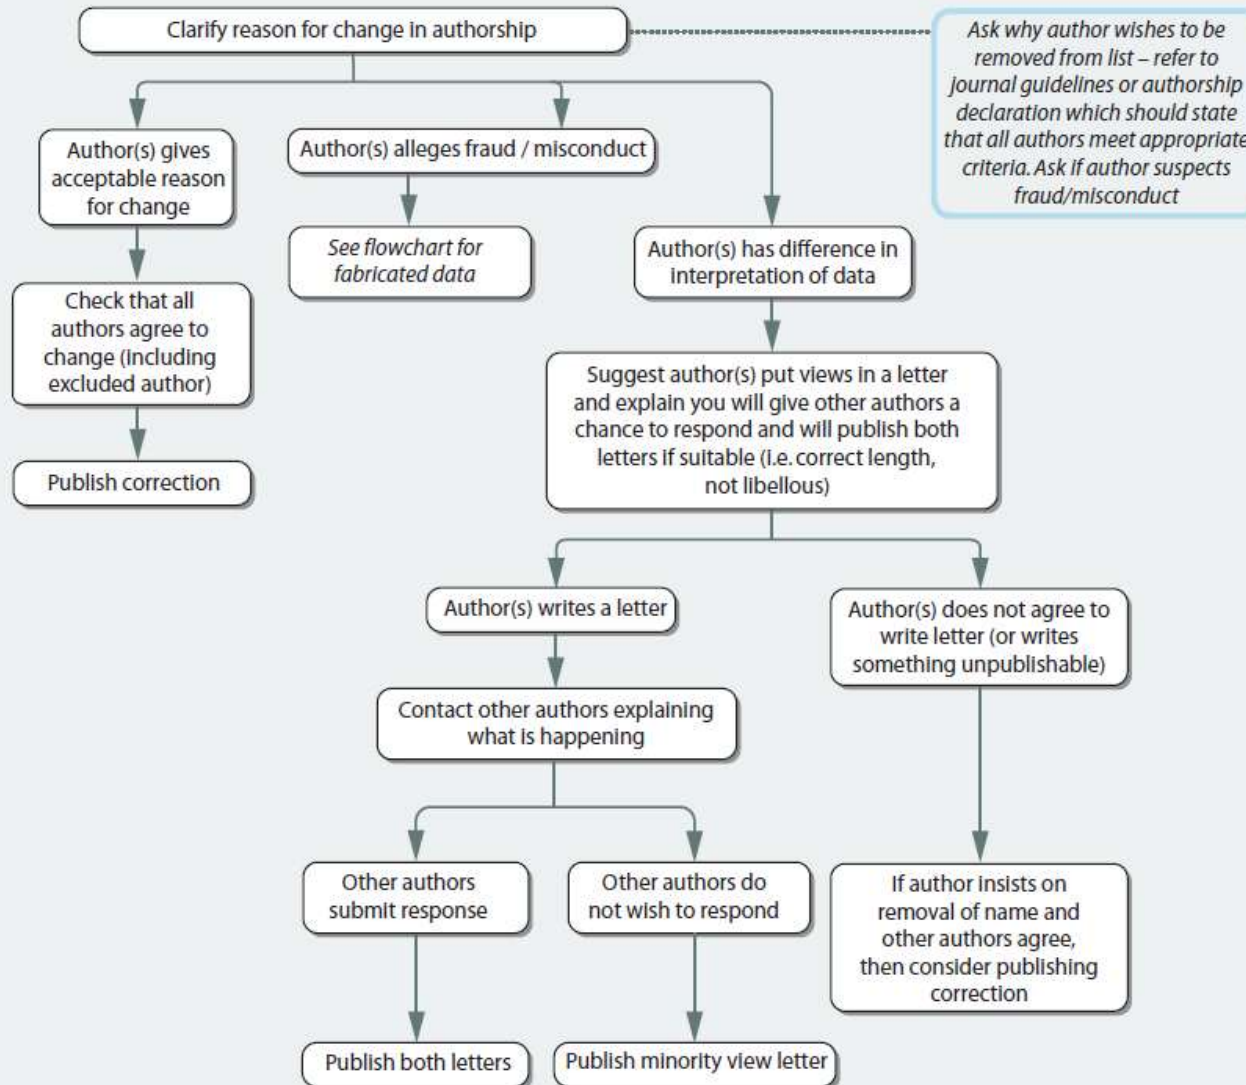 Clarify reason for change in authorship
Ask why author wishes to be
removed from list – refer to
journal guidelines or authorship
declaration which should state
that all authors meet appropriate
criteria. Ask if author suspects
fraud/misconduct
Author(s) gives
acceptable reason
for change
Author(s) alleges fraud / misconduct
See flowchart for
fabricated data
Author(s) has difference in
interpretation of data
Check that all
authors agree to
change (including
excluded author)
Publish correction
Suggest author(s) put views in a letter
and explain you will give other authors a
chance to respond and will publish both
letters if suitable (i.e. correct length,
not libellous)
Author(s) writes a letter
Author(s) does not agree to
write letter (or writes
something unpublishable)
Contact other authors explaining
what is happening
Other authors
submit response
Other authors do
not wish to respond
If author insists on
removal of name and
other authors agree,
then consider publishing
correction
Publish both letters
Publish minority view letter